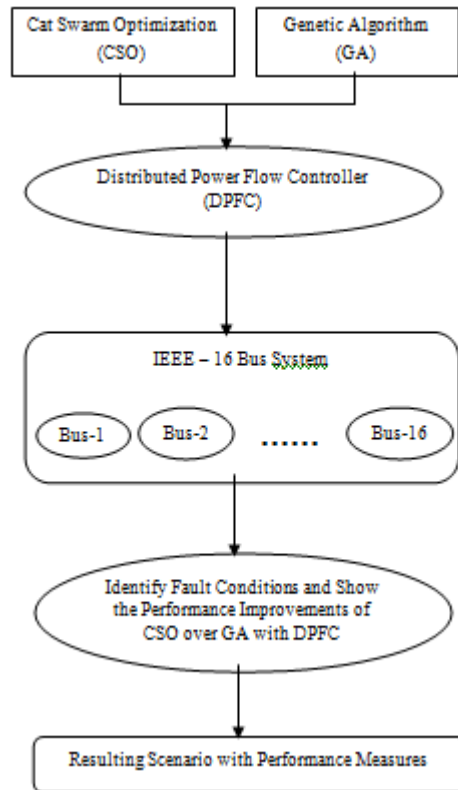 Cat Swarm Optimization
(CSO)
Genetic Algorithm
(GA)
Distributed Power Flow Controller
(DPFC)
IEEE – 16 Bus System
Bus-1
Bus-2
......
Bus-16
Identify Fault Conditions and Show
the Performance Improvements of
CSO over GA with DPFC
Resulting Scenario with Performance Measures